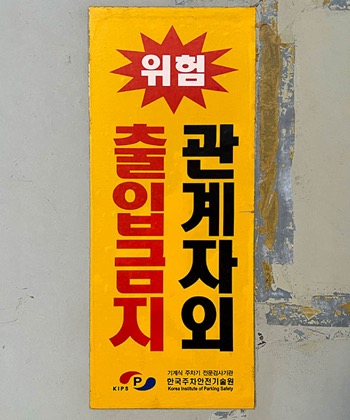 위험
관계자외
출입금지
KIPS
P
기계식 주차기 전문검사기관
한국주차안전기술원
Korea Institute of Parking Safety